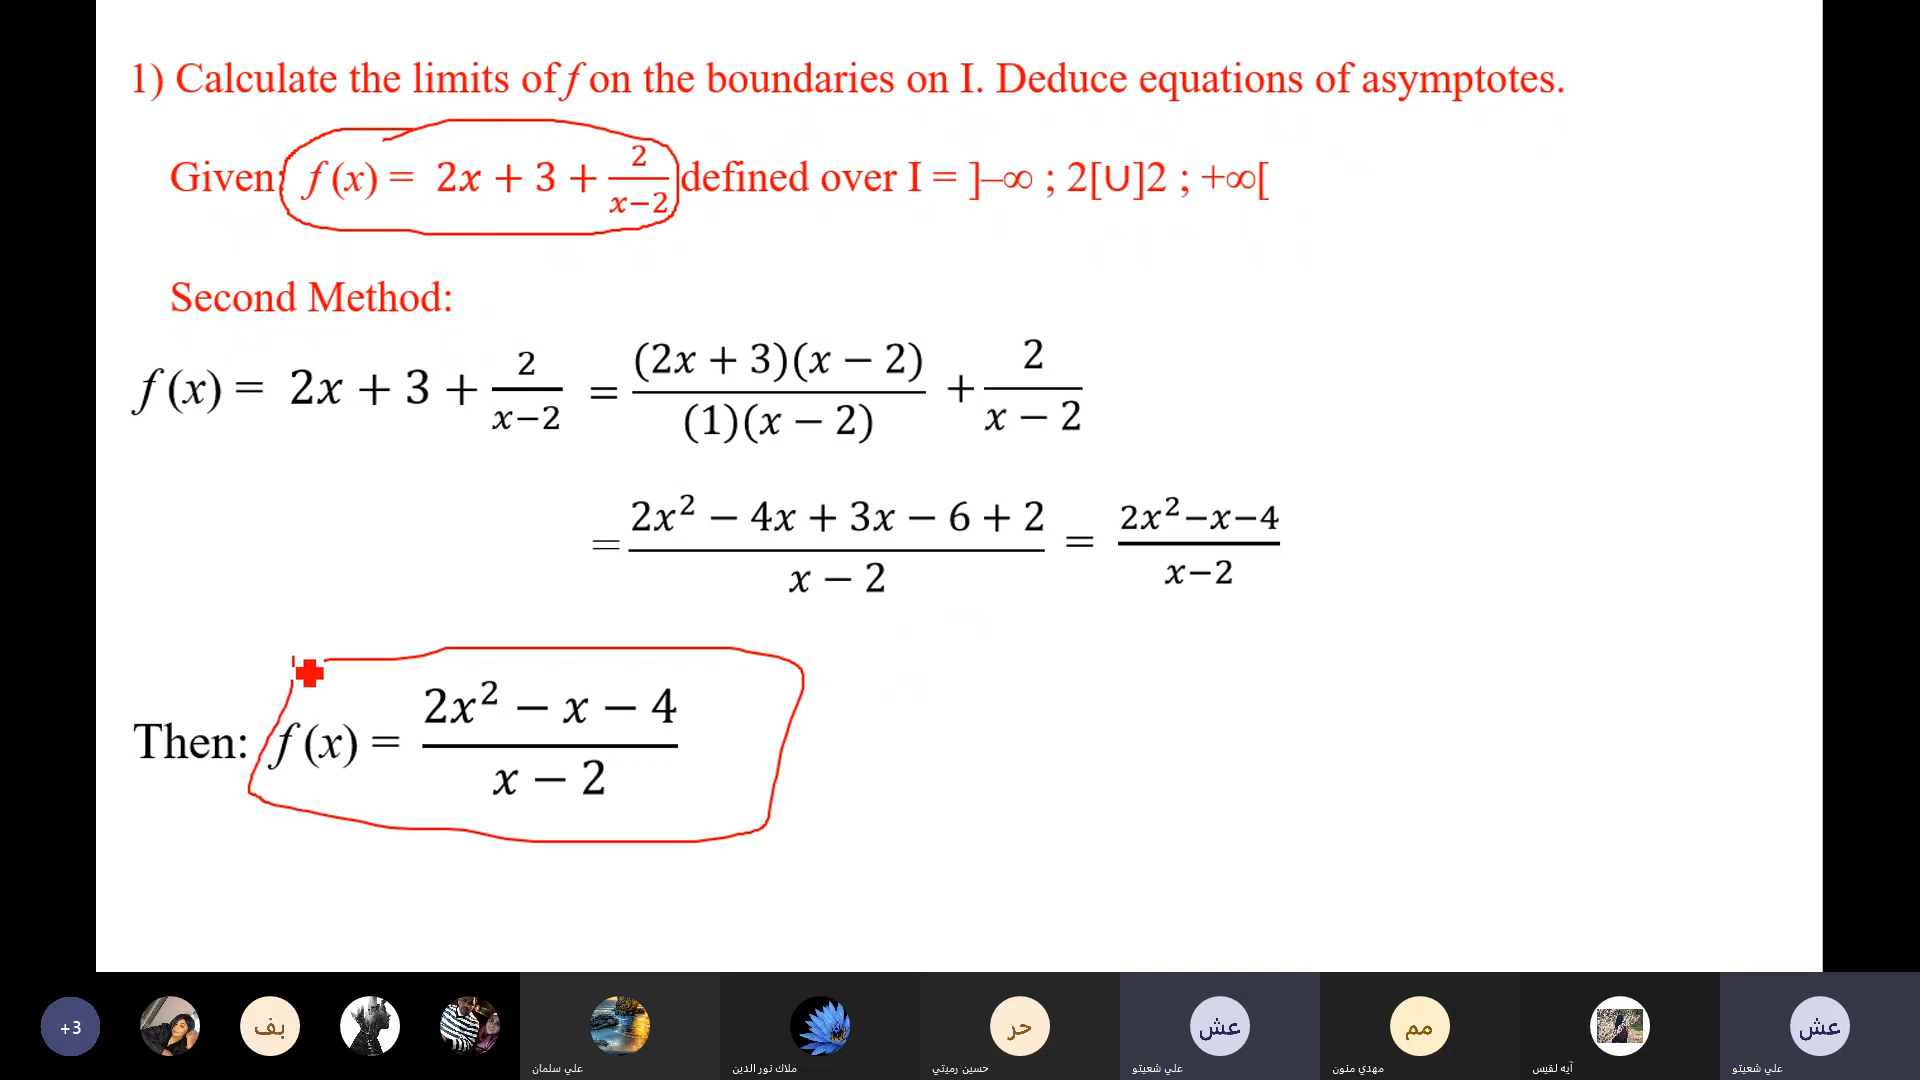 1) Calculate the limits of f on the boundaries on I. Deduce equations of asymptotes.
Given: f (x) = 2x + 3 + 2/(x−2) defined over I = ]–∞ ; 2[∪]2 ; +∞[
Second Method:
f (x) = 2x + 3 + 2/(x−2) = (2x + 3)(x − 2)/(1)(x − 2) + 2/(x − 2)
= (2x² − 4x + 3x − 6 + 2)/(x − 2) = (2x²−x−4)/(x−2)
Then: f (x) = (2x² − x − 4)/(x − 2)
+3 بف حر عش مم عش
علي سلمان ملاك نور الدين حسين رميتي علي شعيتو مهدي منون آيه لقيس علي شعيتو